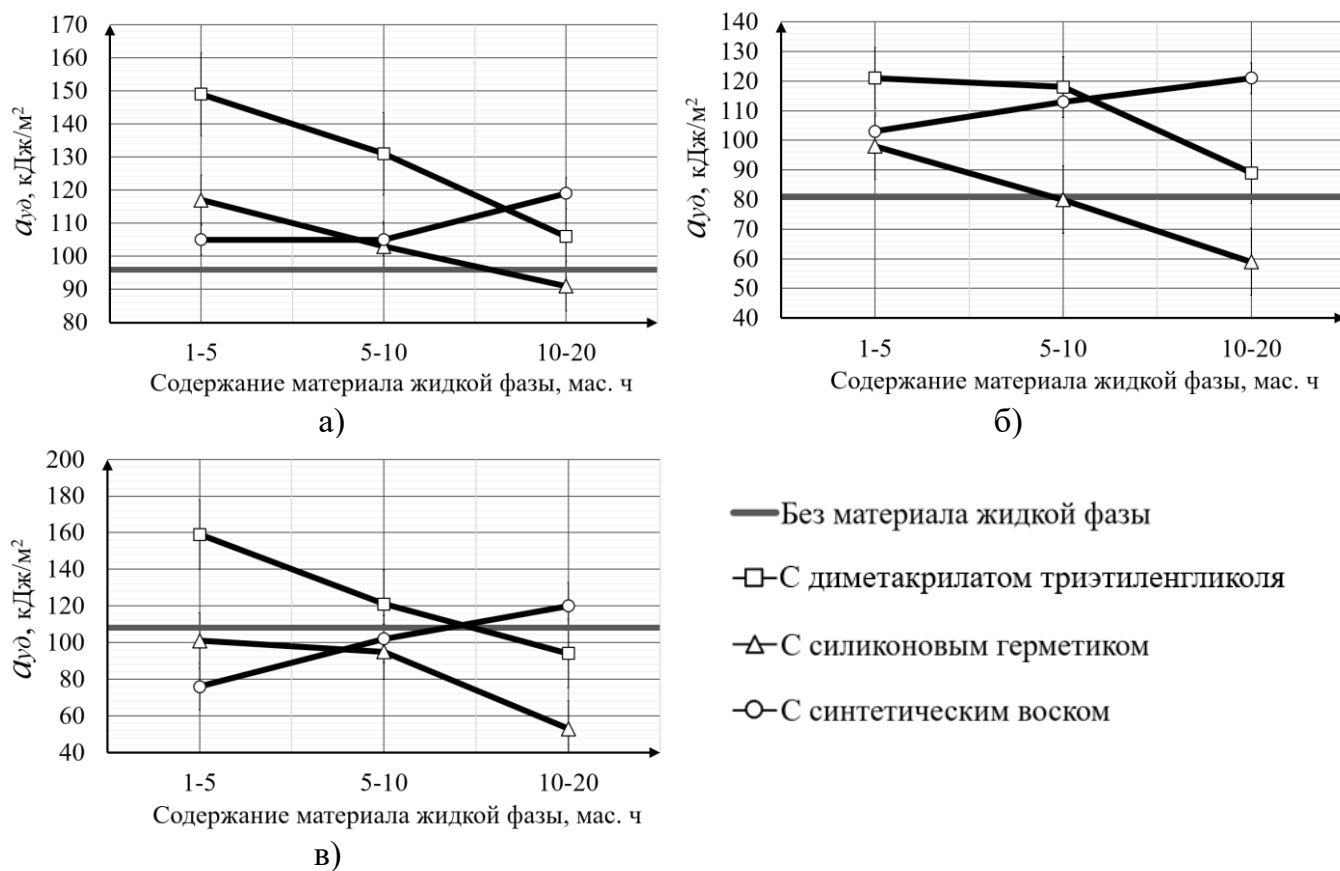 170
160
150
140
130
120
110
100
90
80
aуд, кДж/м²
1-5 5-10 10-20
Содержание материала жидкой фазы, мас. ч
а)
140
130
120
110
100
90
80
70
60
50
40
aуд, кДж/м²
1-5 5-10 10-20
Содержание материала жидкой фазы, мас. ч
б)
200
180
160
140
120
100
80
60
40
aуд, кДж/м²
1-5 5-10 10-20
Содержание материала жидкой фазы, мас. ч
в)
Без материала жидкой фазы
С диметакрилатом триэтиленгликоля
С силиконовым герметиком
С синтетическим воском